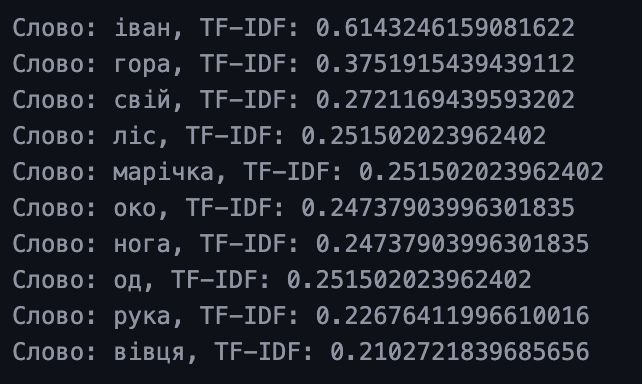 Слово: іван, TF-IDF: 0.6143246159081622
Слово: гора, TF-IDF: 0.3751915439439112
Слово: свій, TF-IDF: 0.2721169439593202
Слово: ліс, TF-IDF: 0.251502023962402
Слово: марічка, TF-IDF: 0.251502023962402
Слово: око, TF-IDF: 0.24737903996301835
Слово: нога, TF-IDF: 0.24737903996301835
Слово: од, TF-IDF: 0.251502023962402
Слово: рука, TF-IDF: 0.22676411996610016
Слово: вівця, TF-IDF: 0.2102721839685656